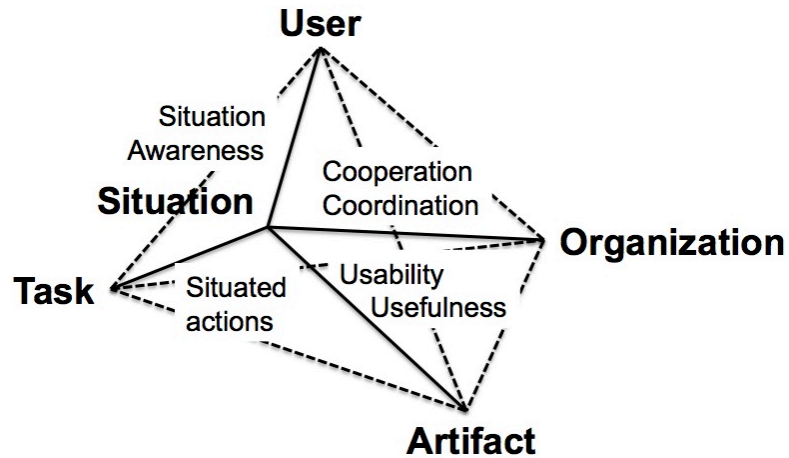 User
Situation
Awareness
Cooperation
Coordination
Situation
Organization
Task
Situated
actions
Usability
Usefulness
Artifact